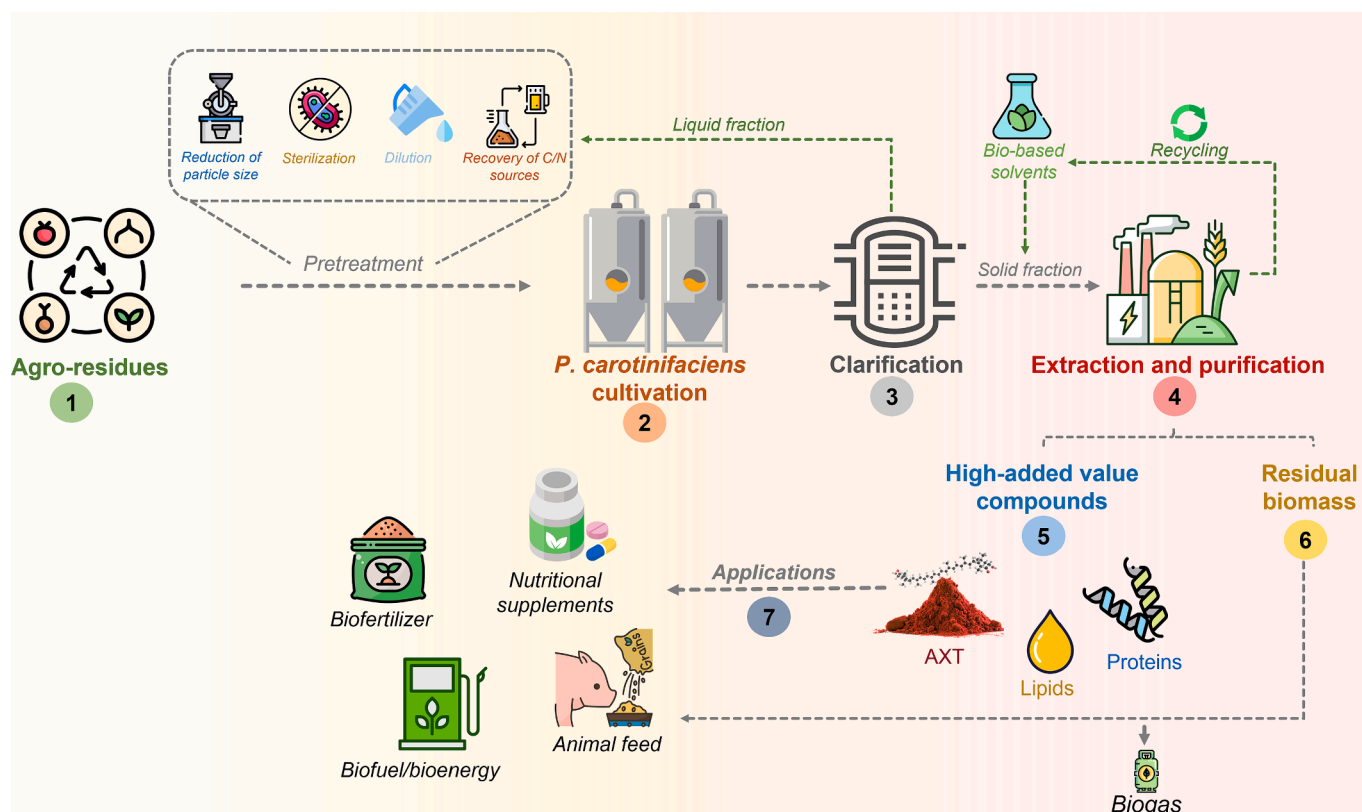 Reduction of
particle size
Sterilization
Dilution
Recovery of C/N
sources
Liquid fraction
Bio-based
solvents
Recycling
Pretreatment
Solid fraction
Agro-residues
1
P. carotinifaciens
cultivation
2
Clarification
3
Extraction and purification
4
High-added value
compounds
5
Residual
biomass
6
Applications
7
Nutritional
supplements
Biofertilizer
AXT
Lipids
Proteins
Grains
Animal feed
Biofuel/bioenergy
Biogas